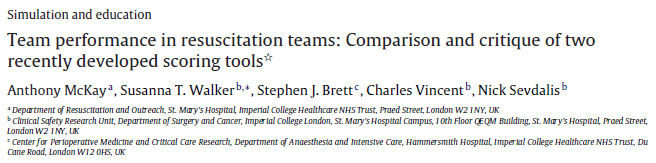 Simulation and education
Team performance in resuscitation teams: Comparison and critique of two
recently developed scoring tools☆
Anthony McKay a, Susanna T. Walker b,∗, Stephen J. Brett c, Charles Vincent b, Nick Sevdalis b
a Department of Resuscitation and Outreach, St. Mary's Hospital, Imperial College Healthcare NHS Trust, Praed Street, London W2 1NY, UK
b Clinical Safety Research Unit, Department of Surgery and Cancer, Imperial College London, St. Mary's Hospital Campus, 10th Floor QEQM Building, St. Mary's Hospital, Praed Street,
London W2 1NY, UK
c Center for Perioperative Medicine and Critical Care Research, Department of Anaesthesia and Intensive Care, Hammersmith Hospital, Imperial College Healthcare NHS Trust, Du
Cane Road, London W12 0HS, UK